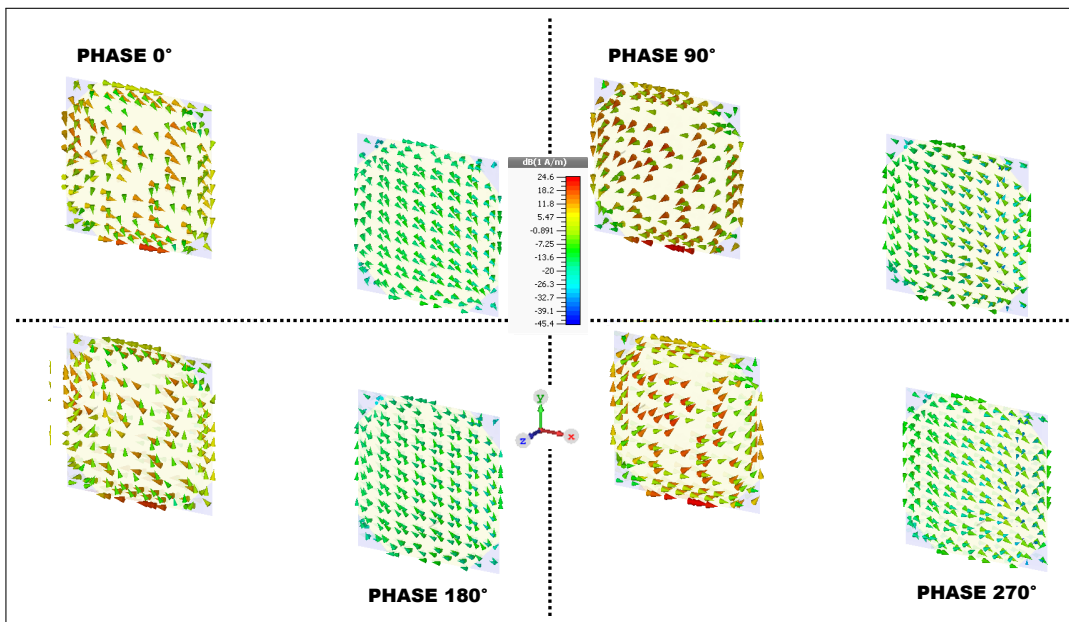 PHASE 0°
PHASE 90°
dB(1 A/m)
24.6
18.2
11.8
5.47
-0.891
-7.25
-13.6
-20
-26.3
-32.7
-39.1
-45.4
y
z
x
PHASE 180°
PHASE 270°